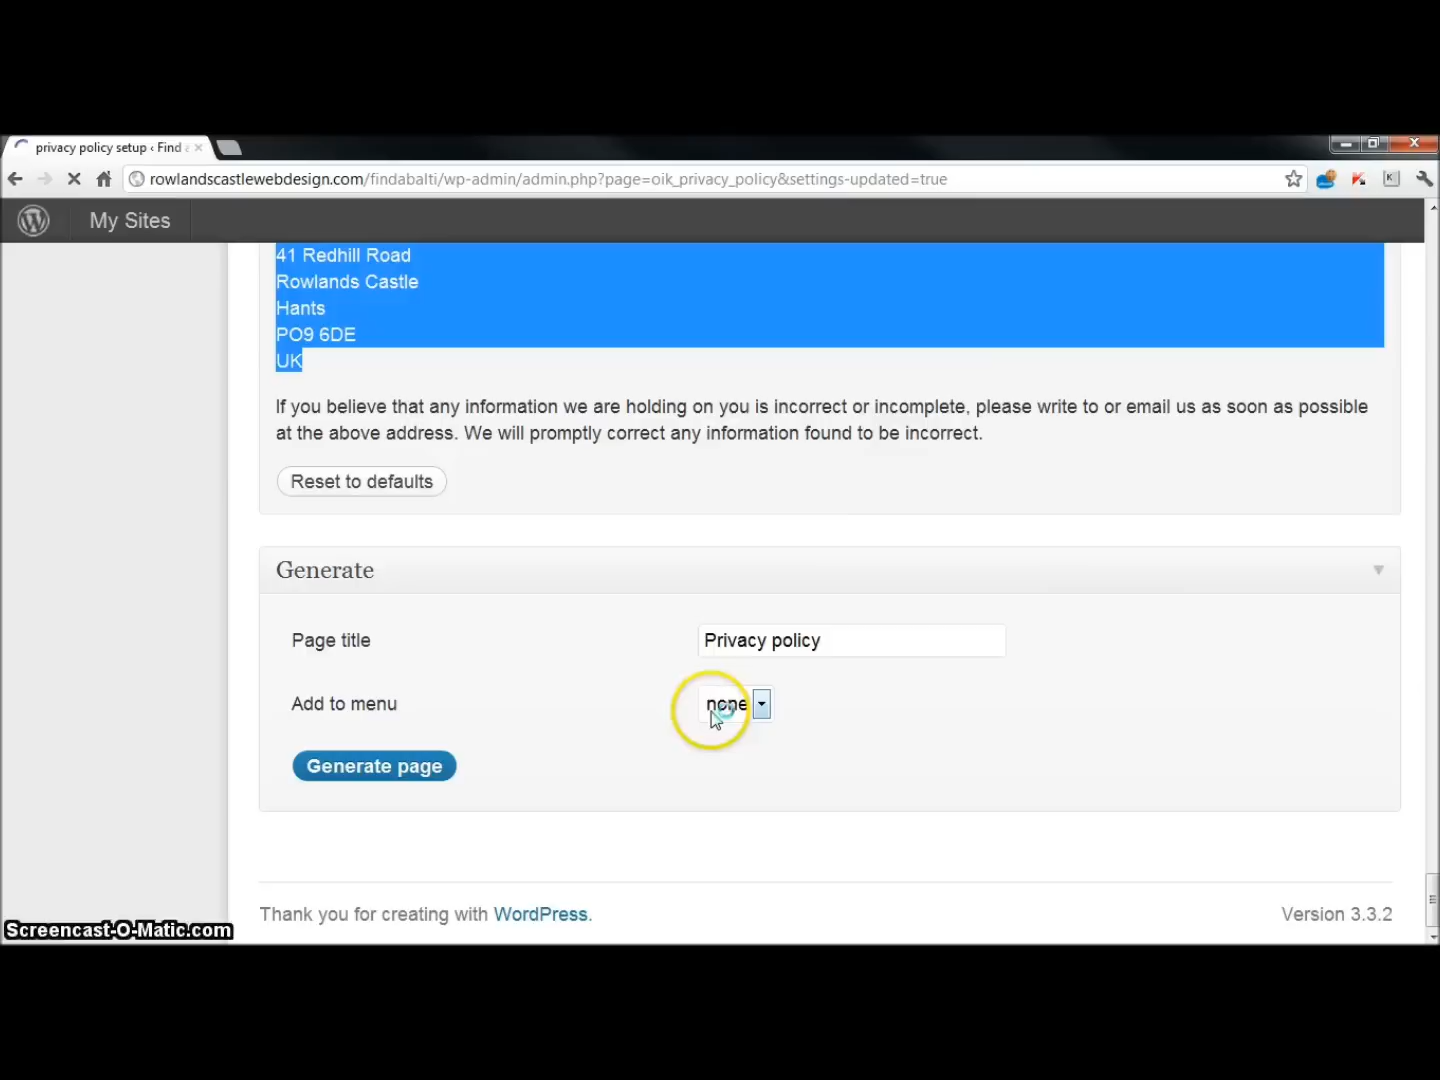 privacy policy setup ‹ Find a
rowlandscastlewebdesign.com/findabalti/wp-admin/admin.php?page=oik_privacy_policy&settings-updated=true
My Sites
41 Redhill Road
Rowlands Castle
Hants
PO9 6DE
UK
If you believe that any information we are holding on you is incorrect or incomplete, please write to or email us as soon as possible
at the above address. We will promptly correct any information found to be incorrect.
Reset to defaults
Generate
Page title
Privacy policy
Add to menu
none
Generate page
Thank you for creating with WordPress.
Version 3.3.2
Screencast-O-Matic.com